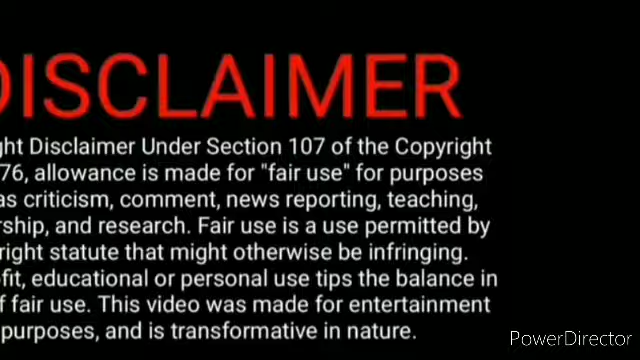 DISCLAIMER
ght Disclaimer Under Section 107 of the Copyright
76, allowance is made for "fair use" for purposes
as criticism, comment, news reporting, teaching,
rship, and research. Fair use is a use permitted by
right statute that might otherwise be infringing.
fit, educational or personal use tips the balance in
f fair use. This video was made for entertainment
purposes, and is transformative in nature.
PowerDirector